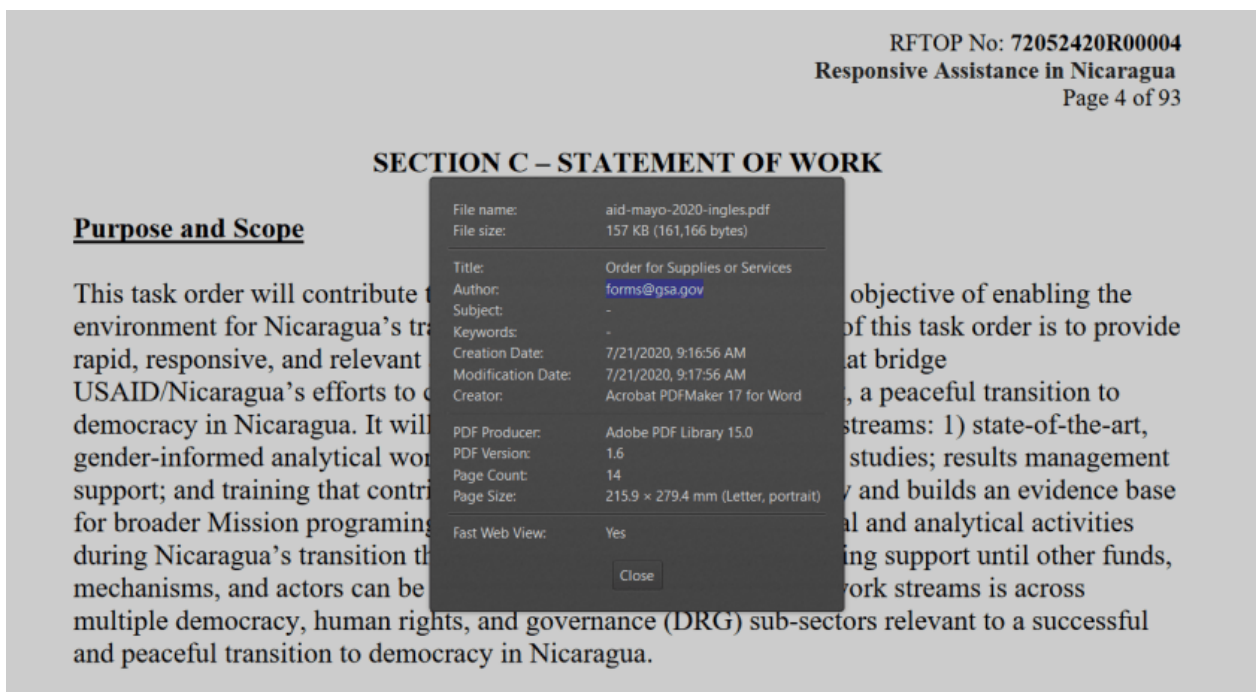 RFTOP No: 72052420R00004
Responsive Assistance in Nicaragua
Page 4 of 93
SECTION C – STATEMENT OF WORK
Purpose and Scope
This task order will contribute objective of enabling the
environment for Nicaragua's of this task order is to provide
rapid, responsive, and relevant bridge
USAID/Nicaragua's efforts to a peaceful transition to
democracy in Nicaragua. It will streams: 1) state-of-the-art,
gender-informed analytical studies; results management
support; and training that and builds an evidence base
for broader Mission and analytical activities
during Nicaragua's transition support until other funds,
mechanisms, and actors can be streams is across
multiple democracy, human rights, and governance (DRG) sub-sectors relevant to a successful
and peaceful transition to democracy in Nicaragua.
File name: aid-mayo-2020-ingles.pdf
File size: 157 KB (161,166 bytes)
Title: Order for Supplies or Services
Author: forms@gsa.gov
Subject: -
Keywords: -
Creation Date: 7/21/2020, 9:16:56 AM
Modification Date: 7/21/2020, 9:17:56 AM
Creator: Acrobat PDFMaker 17 for Word
PDF Producer: Adobe PDF Library 15.0
PDF Version: 1.6
Page Count: 14
Page Size: 215.9 × 279.4 mm (Letter, portrait)
Fast Web View: Yes
Close